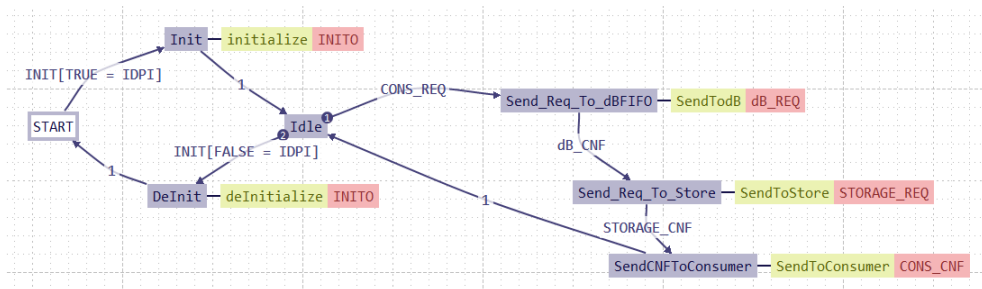 Init initialize INITO
INIT[TRUE = IDPI]
1
CONS_REQ
Send_Req_To_dBFIFO SendTodB dB_REQ
START
Idle 1
2
INIT[FALSE = IDPI]
dB_CNF
1
DeInit deInitialize INITO
Send_Req_To_Store SendToStore STORAGE_REQ
1
STORAGE_CNF
SendCNFToConsumer SendToConsumer CONS_CNF